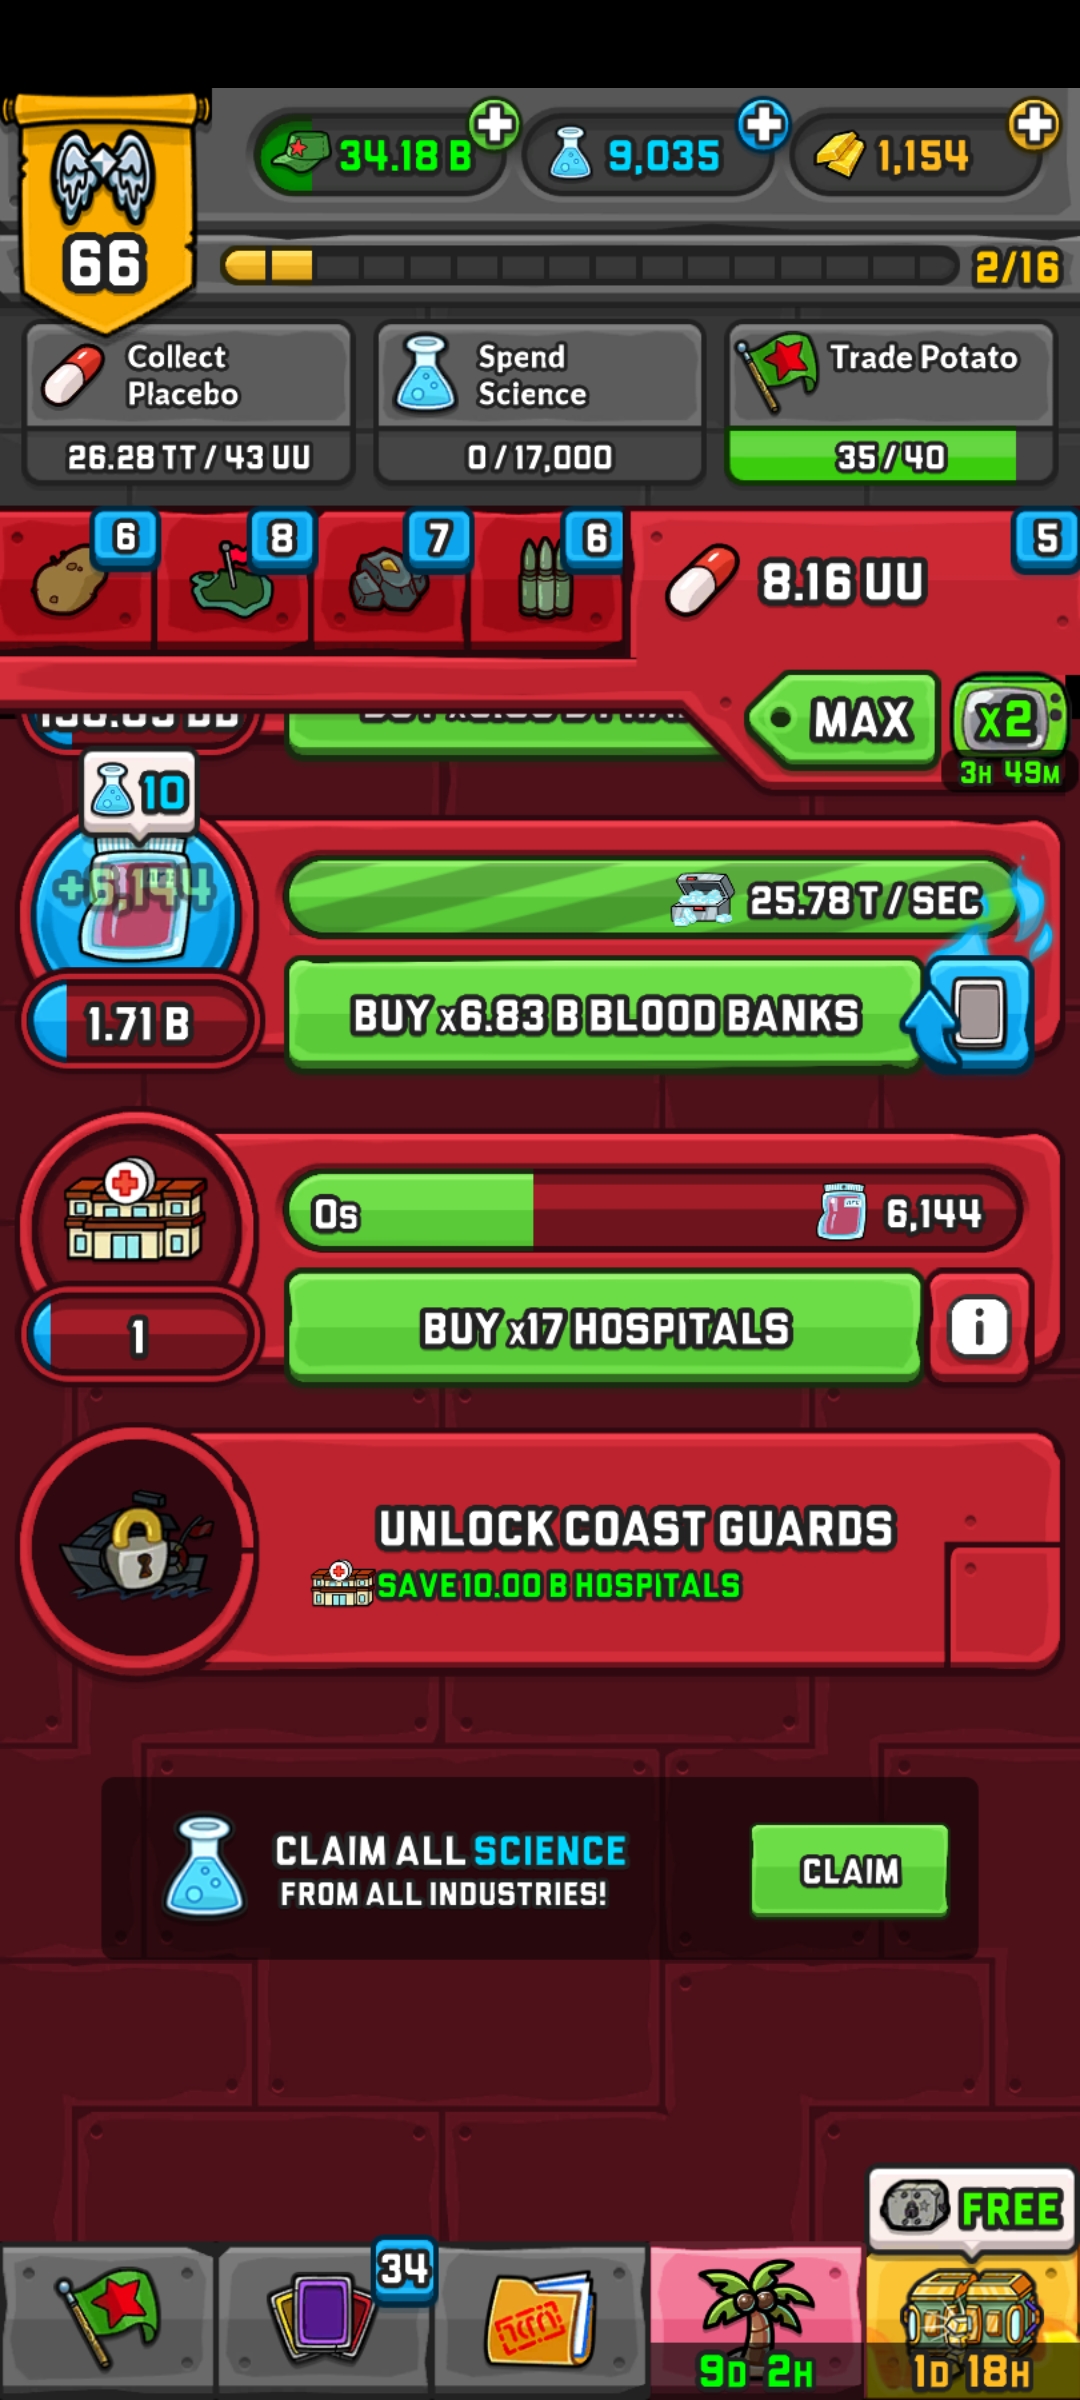 34.18 B
9,035
1,154
66
2/16
Collect
Placebo
26.28 TT / 43 UU
Spend
Science
0 / 17,000
Trade Potato
35 / 40
6
8
7
6
5
8.16 UU
MAX
x2
3H 49M
10
+6,144
25.78 T / SEC
1.71 B
BUY x6.83 B BLOOD BANKS
0s
6,144
1
BUY x17 HOSPITALS
i
UNLOCK COAST GUARDS
SAVE 10.00 B HOSPITALS
CLAIM ALL SCIENCE
FROM ALL INDUSTRIES!
CLAIM
FREE
34
9D 2H
1D 18H